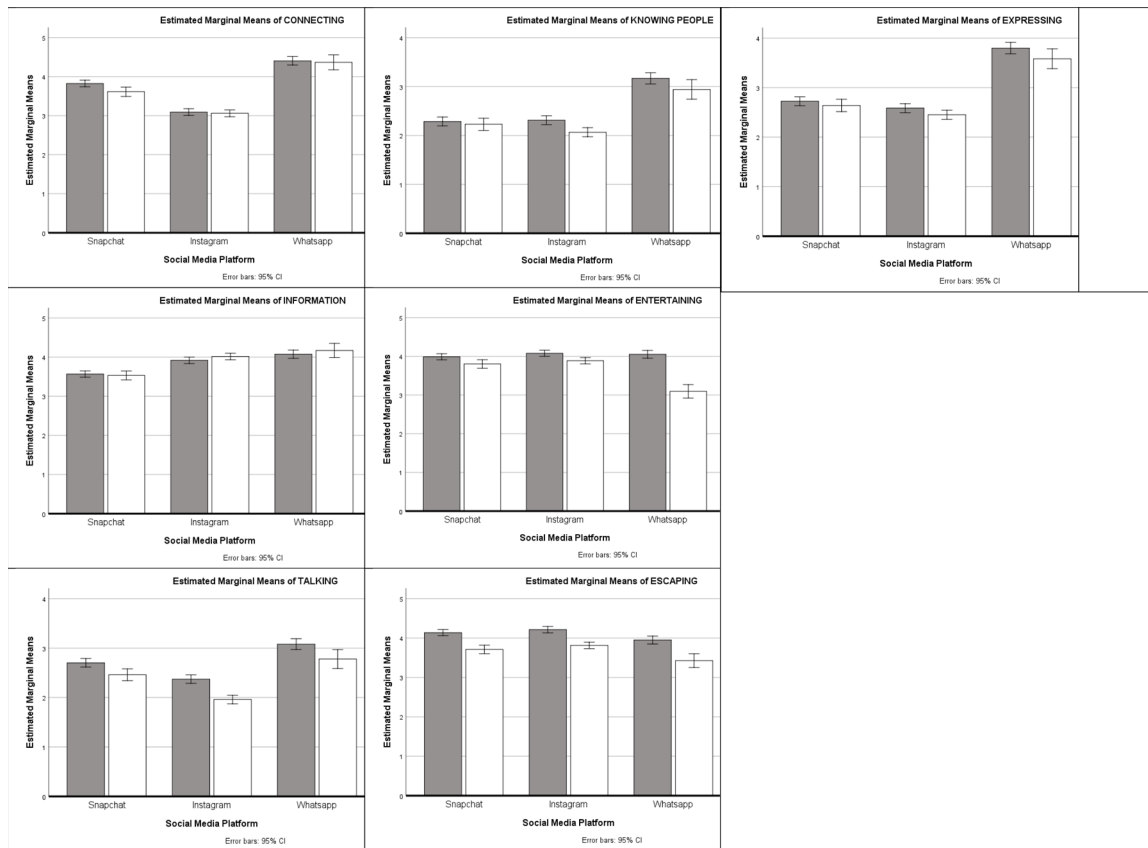 Estimated Marginal Means of CONNECTING
Estimated Marginal Means
5
4
3
2
1
0
Snapchat Instagram Whatsapp
Social Media Platform
Error bars: 95% CI
Estimated Marginal Means of KNOWING PEOPLE
Estimated Marginal Means
4
3
2
1
0
Snapchat Instagram Whatsapp
Social Media Platform
Error bars: 95% CI
Estimated Marginal Means of EXPRESSING
Estimated Marginal Means
4
3
2
1
0
Snapchat Instagram Whatsapp
Social Media Platform
Error bars: 95% CI
Estimated Marginal Means of INFORMATION
Estimated Marginal Means
5
4
3
2
1
0
Snapchat Instagram Whatsapp
Social Media Platform
Error bars: 95% CI
Estimated Marginal Means of ENTERTAINING
Estimated Marginal Means
5
4
3
2
1
0
Snapchat Instagram Whatsapp
Social Media Platform
Error bars: 95% CI
Estimated Marginal Means of TALKING
Estimated Marginal Means
4
3
2
1
0
Snapchat Instagram Whatsapp
Social Media Platform
Error bars: 95% CI
Estimated Marginal Means of ESCAPING
Estimated Marginal Means
5
4
3
2
1
0
Snapchat Instagram Whatsapp
Social Media Platform
Error bars: 95% CI